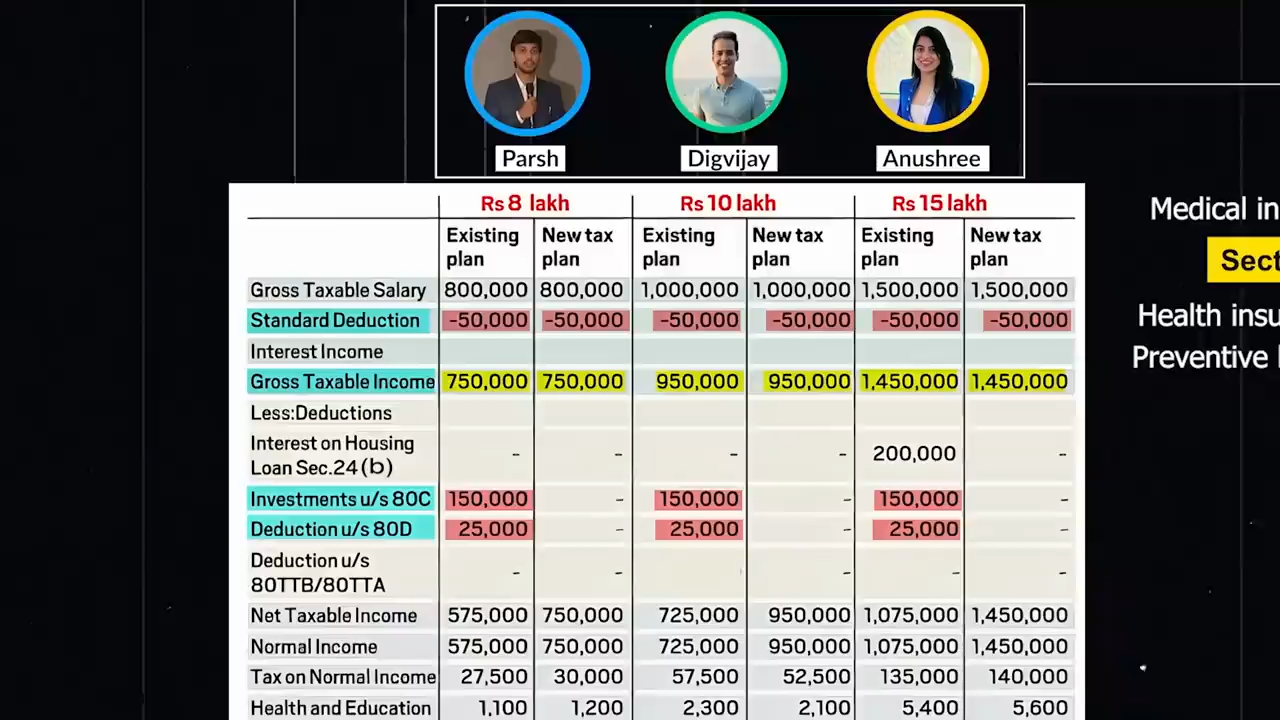 Parsh Digvijay Anushree
Rs 8 lakh Rs 10 lakh Rs 15 lakh
Existing plan New tax plan Existing plan New tax plan Existing plan New tax plan
Gross Taxable Salary 800,000 800,000 1,000,000 1,000,000 1,500,000 1,500,000
Standard Deduction -50,000 -50,000 -50,000 -50,000 -50,000 -50,000
Interest Income
Gross Taxable Income 750,000 750,000 950,000 950,000 1,450,000 1,450,000
Less:Deductions
Interest on Housing
Loan Sec.24(b) - - - - 200,000 -
Investments u/s 80C 150,000 - 150,000 - 150,000 -
Deduction u/s 80D 25,000 - 25,000 - 25,000 -
Deduction u/s
80TTB/80TTA - - - - - -
Net Taxable Income 575,000 750,000 725,000 950,000 1,075,000 1,450,000
Normal Income 575,000 750,000 725,000 950,000 1,075,000 1,450,000
Tax on Normal Income 27,500 30,000 57,500 52,500 135,000 140,000
Health and Education 1,100 1,200 2,300 2,100 5,400 5,600
Medical in
Sect
Health insu
Preventive